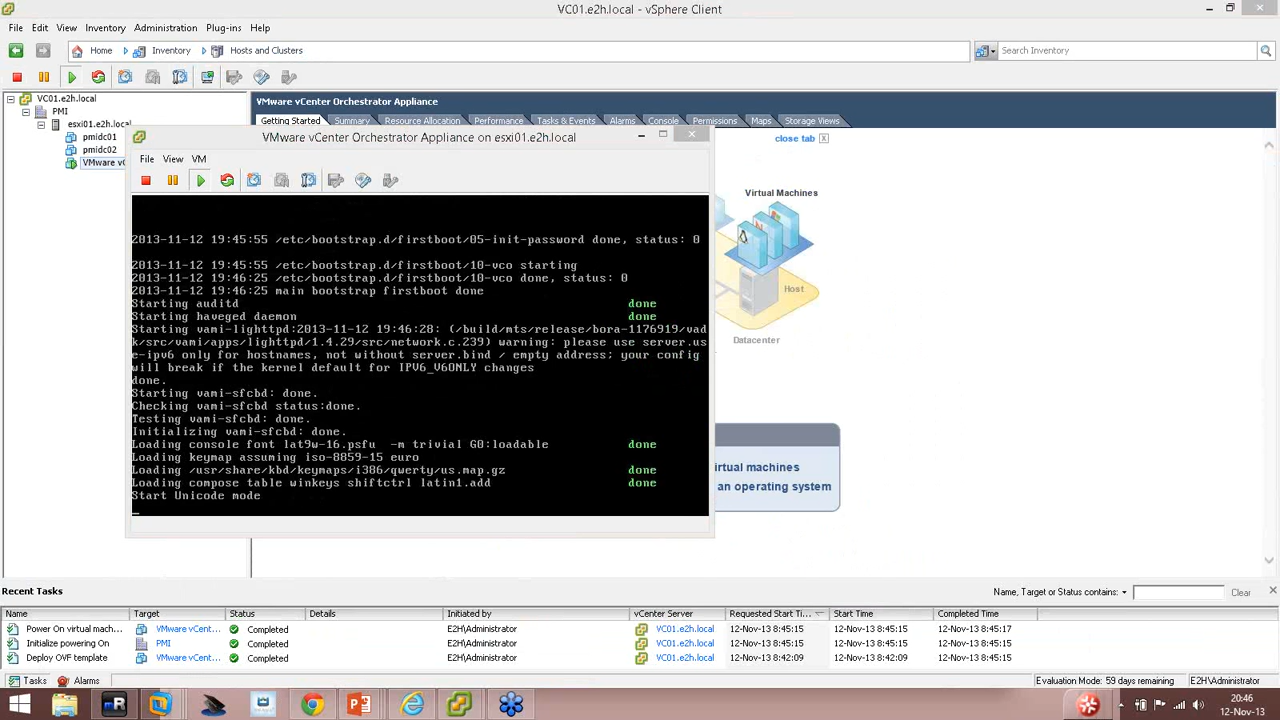 VC01.e2h.local - vSphere Client
File Edit View Inventory Administration Plug-ins Help
Home Inventory Hosts and Clusters Search Inventory
VC01.e2h.local
PMI
esxi01.e2h.local
pmidc01
pmidc02
VMware vC
VMware vCenter Orchestrator Appliance
Getting Started Summary Resource Allocation Performance Tasks & Events Alarms Console Permissions Maps Storage Views
close tab X
VMware vCenter Orchestrator Appliance on esxi01.e2h.local
File View VM
2013-11-12 19:45:55 /etc/bootstrap.d/firstboot/05-init-password done, status: 0
2013-11-12 19:45:55 /etc/bootstrap.d/firstboot/10-vco starting
2013-11-12 19:46:25 /etc/bootstrap.d/firstboot/10-vco done, status: 0
2013-11-12 19:46:25 main bootstrap firstboot done
Starting auditd done
Starting haveged daemon done
Starting vami-lighttpd:2013-11-12 19:46:28: (/build/mts/release/bora-1176919/vad
k/src/vami/apps/lighttpd/1.4.29/src/network.c.239) warning: please use server.us
e-ipv6 only for hostnames, not without server.bind / empty address; your config
will break if the kernel default for IPV6_V6ONLY changes
done.
Starting vami-sfcbd: done.
Checking vami-sfcbd status:done.
Testing vami-sfcbd: done.
Initializing vami-sfcbd: done.
Loading console font lat9w-16.psfu -m trivial G0:loadable done
Loading keymap assuming iso-8859-15 euro
Loading /usr/share/kbd/keymaps/i386/qwerty/us.map.gz done
Loading compose table winkeys shiftctrl latin1.add done
Start Unicode mode
Virtual Machines
Host
Datacenter
irtual machines
an operating system
Recent Tasks
Name, Target or Status contains: Clear
Name Target Status Details Initiated by vCenter Server Requested Start Ti... Start Time Completed Time
Power On virtual mach... VMware vCent... Completed E2H\Administrator VC01.e2h.local 12-Nov-13 8:45:15 12-Nov-13 8:45:15 12-Nov-13 8:45:17
Initialize powering On PMI Completed E2H\Administrator VC01.e2h.local 12-Nov-13 8:45:15 12-Nov-13 8:45:15 12-Nov-13 8:45:15
Deploy OVF template VMware vCent... Completed E2H\Administrator VC01.e2h.local 12-Nov-13 8:42:09 12-Nov-13 8:42:09 12-Nov-13 8:45:15
Tasks Alarms Evaluation Mode: 59 days remaining E2H\Administrator
20:46
12-Nov-13